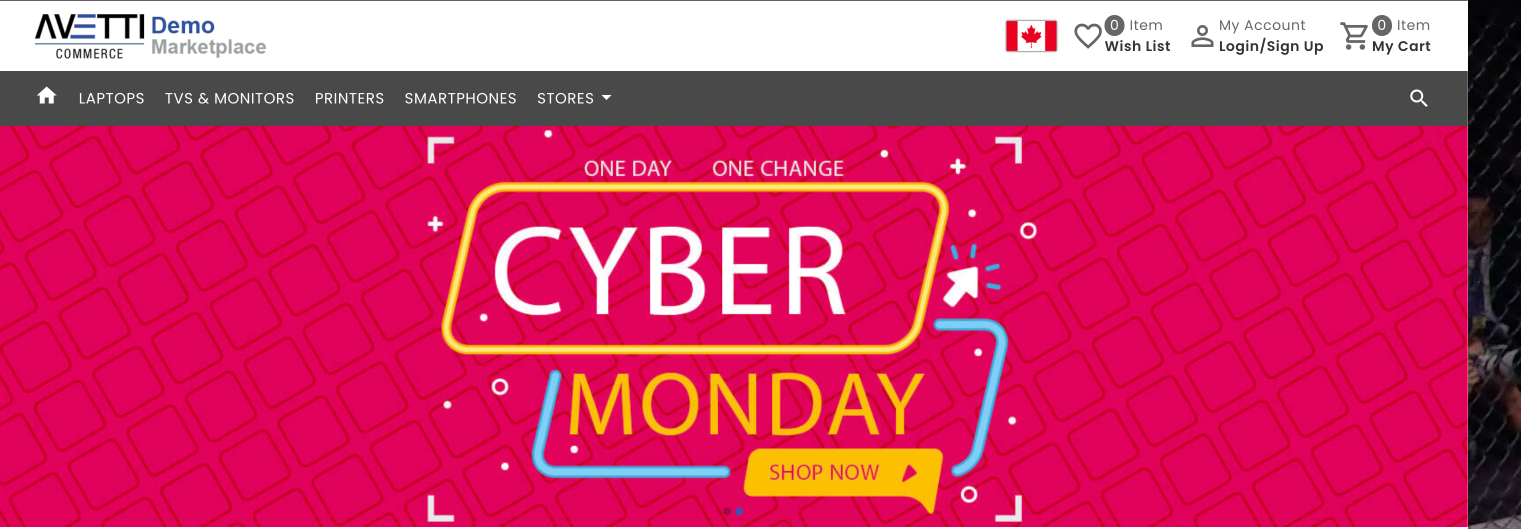 AVETTI Demo
COMMERCE Marketplace
0 Item
Wish List
My Account
Login/Sign Up
0 Item
My Cart
LAPTOPS TVS & MONITORS PRINTERS SMARTPHONES STORES
ONE DAY ONE CHANGE
CYBER
MONDAY
SHOP NOW